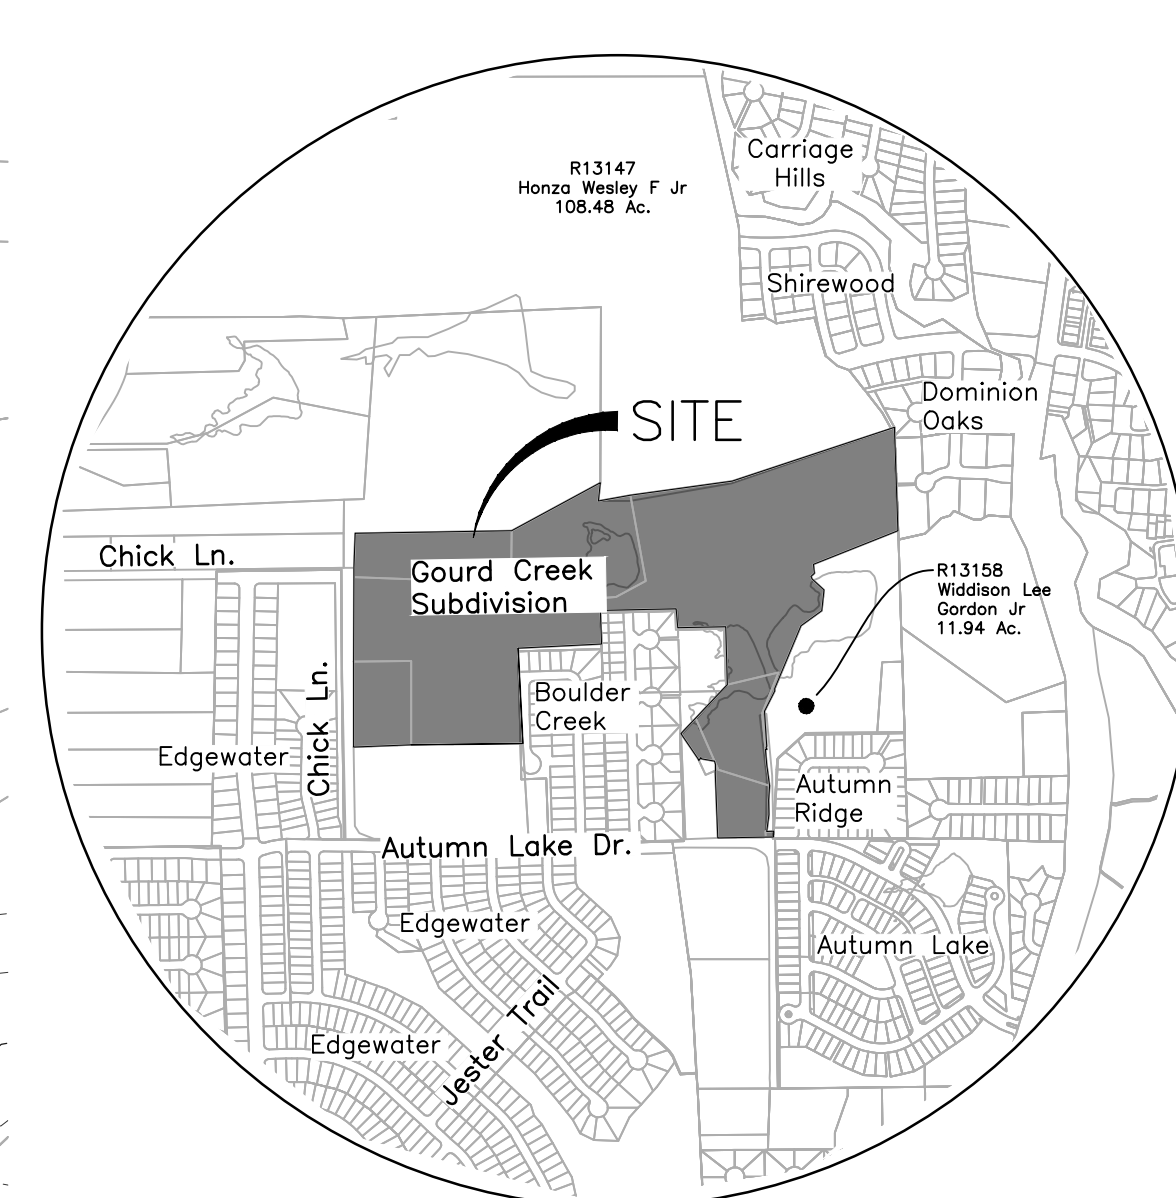 Carriage
Hills
R13147
Honza Wesley F Jr
108.48 Ac.
Shirewood
Dominion
Oaks
SITE
Chick Ln.
Gourd Creek
Subdivision
R13158
Widdison Lee
Gordon Jr
11.94 Ac.
Chick Ln.
Boulder
Creek
Edgewater
Autumn
Ridge
Autumn Lake Dr.
Edgewater
Autumn Lake
Jester Trail
Edgewater